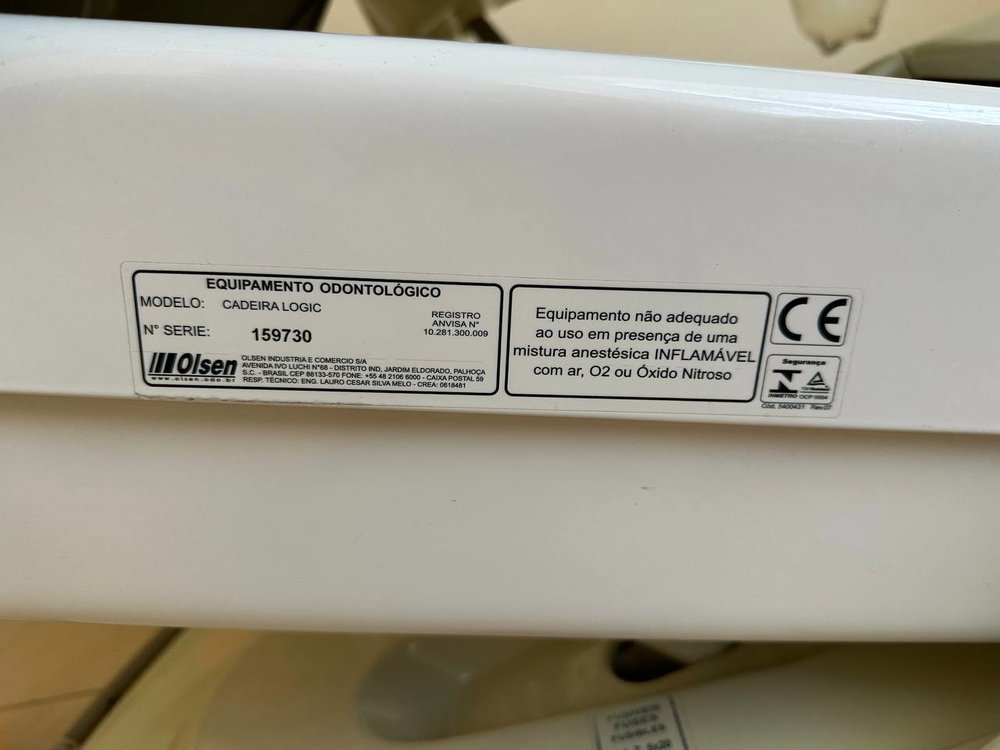 EQUIPAMENTO ODONTOLÓGICO
MODELO: CADEIRA LOGIC
N° SERIE: 159730
REGISTRO
ANVISA N°
10.281.300.009
Olsen
www.olsen.odo.br
OLSEN INDUSTRIA E COMERCIO S/A
AVENIDA IVO LUCHI N°68 - DISTRITO IND, JARDIM ELDORADO, PALHOÇA
S.C. - BRASIL CEP 88133-570 FONE: +55 48 2106 6000 - CAIXA POSTAL 59
RESP. TÉCNICO: ENG. LAURO CESAR SILVA MELO - CREA: 0618481
Equipamento não adequado
ao uso em presença de uma
mistura anestésica INFLAMÁVEL
com ar, O2 ou Óxido Nitroso
CE
Segurança
INMETRO OCP 0004
Cód. 5400431 Rev.02
FUSES
FUSIBLES
5x20